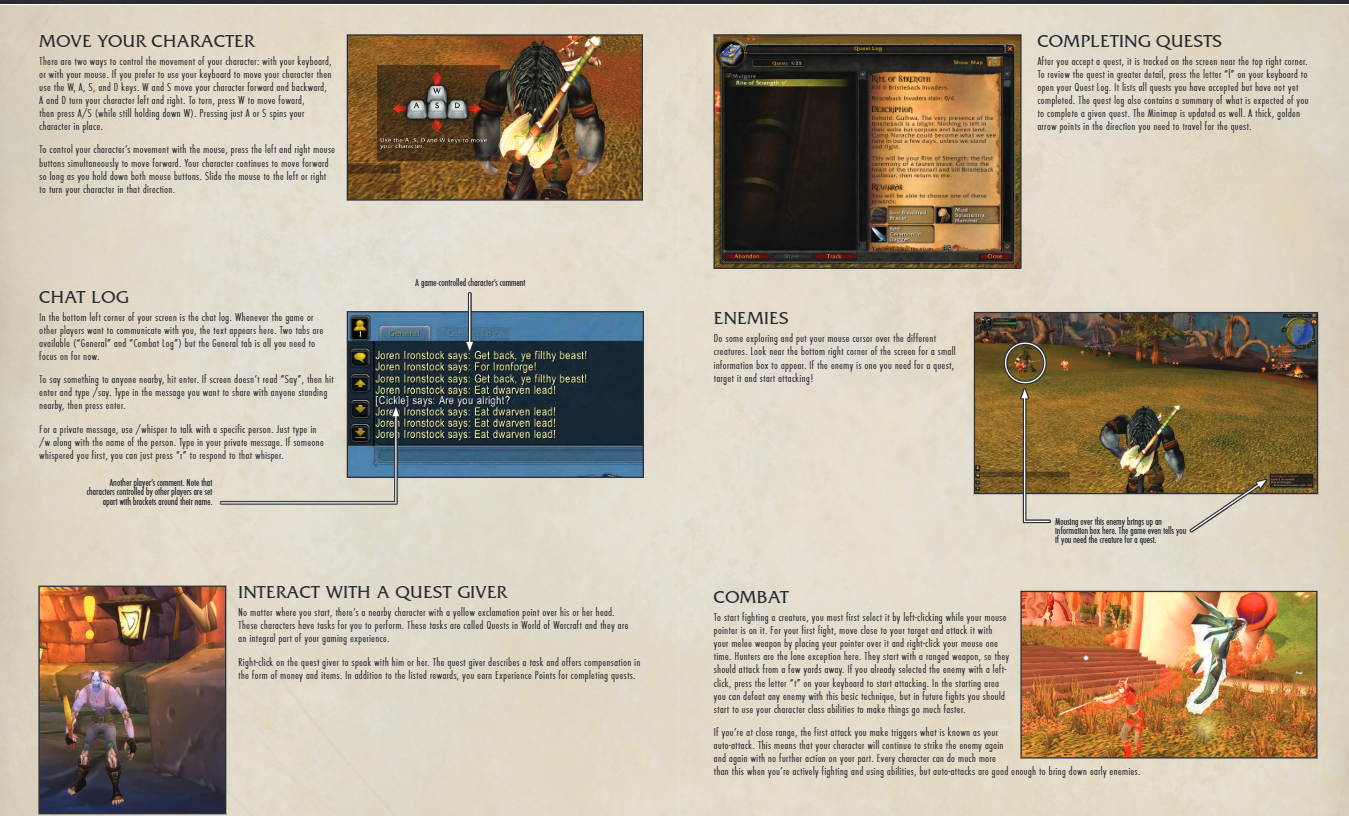 MOVE YOUR CHARACTER
There are two ways to control the movement of your character: with your keyboard,
or with your mouse. If you prefer to use your keyboard to move your character then
use the W, A, S, and D keys. W and S move your character forward and backward,
A and D turn your character left and right. To turn, press W to move foward,
then press A/S (while still holding down W). Pressing just A or S spins your
character in place.
To control your character's movement with the mouse, press the left and right mouse
buttons simultaneously to move forward. Your character continues to move forward
so long as you hold down both mouse buttons. Slide the mouse to the left or right
to turn your character in that direction.
W
A S D
Use the A, S, D and W keys to move
your character.
CHAT LOG
In the bottom left corner of your screen is the chat log. Whenever the game or
other players want to communicate with you, the text appears here. Two tabs are
available ("General" and "Combat Log") but the General tab is all you need to
focus on for now.
To say something to anyone nearby, hit enter. If screen doesn't read "Say", then hit
enter and type /say. Type in the message you want to share with anyone standing
nearby, then press enter.
For a private message, use /whisper to talk with a specific person. Just type in
/w along with the name of the person. Type in your private message. If someone
whispered you first, you can just press "r" to respond to that whisper.
A game-controlled character's comment
General
Joren Ironstock says: Get back, ye filthy beast!
Joren Ironstock says: For Ironforge!
Joren Ironstock says: Get back, ye filthy beast!
Joren Ironstock says: Eat dwarven lead!
[Cickle] says: Are you alright?
Joren Ironstock says: Eat dwarven lead!
Joren Ironstock says: Eat dwarven lead!
Joren Ironstock says: Eat dwarven lead!
Another player's comment. Note that
characters controlled by other players are set
apart with brackets around their name.
INTERACT WITH A QUEST GIVER
No matter where you start, there's a nearby character with a yellow exclamation point over his or her head.
These characters have tasks for you to perform. These tasks are called Quests in World of Warcraft and they are
an integral part of your gaming experience.
Right-click on the quest giver to speak with him or her. The quest giver describes a task and offers compensation in
the form of money and items. In addition to the listed rewards, you earn Experience Points for completing quests.
Quest Log
Quests: 1/25
Show Map
Mulgore
Rite of Strength
RITE OF STRENGTH
Kill 6 Bristleback Invaders.
Bristleback Invaders slain: 0/6
DESCRIPTION
Behold, Gulhwa. The very presence of the
Bristleback is a blight. Nothing is left in
their wake but corpses and barren land.
Camp Narache could become what we see
here in but a few days, unless we stand
and fight.
This will be your Rite of Strength: the first
ceremony of a tauren brave. Go into the
heart of the thornsnarl and kill Bristleback
quilboar, then return to me.
REWARDS
You will be able to choose one of these
rewards:
Hammer
Dagger
Abandon
Share
Track
Close
COMPLETING QUESTS
After you accept a quest, it is tracked on the screen near the top right corner.
To review the quest in greater detail, press the letter "l" on your keyboard to
open your Quest Log. It lists all quests you have accepted but have not yet
completed. The quest log also contains a summary of what is expected of you
to complete a given quest. The Minimap is updated as well. A thick, golden
arrow points in the direction you need to travel for the quest.
ENEMIES
Do some exploring and put your mouse cursor over the different
creatures. Look near the bottom right corner of the screen for a small
information box to appear. If the enemy is one you need for a quest,
target it and start attacking!
Mousing over this enemy brings up an
information box here. The game even tells you
if you need the creature for a quest.
COMBAT
To start fighting a creature, you must first select it by left-clicking while your mouse
pointer is on it. For your first fight, move close to your target and attack it with
your melee weapon by placing your pointer over it and right-click your mouse one
time. Hunters are the lone exception here. They start with a ranged weapon, so they
should attack from a few yards away. If you already selected the enemy with a left-
click, press the letter "t" on your keyboard to start attacking. In the starting area
you can defeat any enemy with this basic technique, but in future fights you should
start to use your character class abilities to make things go much faster.
If you're at close range, the first attack you make triggers what is known as your
auto-attack. This means that your character will continue to strike the enemy again
and again with no further action on your part. Every character can do much more
than this when you're actively fighting and using abilities, but auto-attacks are good enough to bring down early enemies.